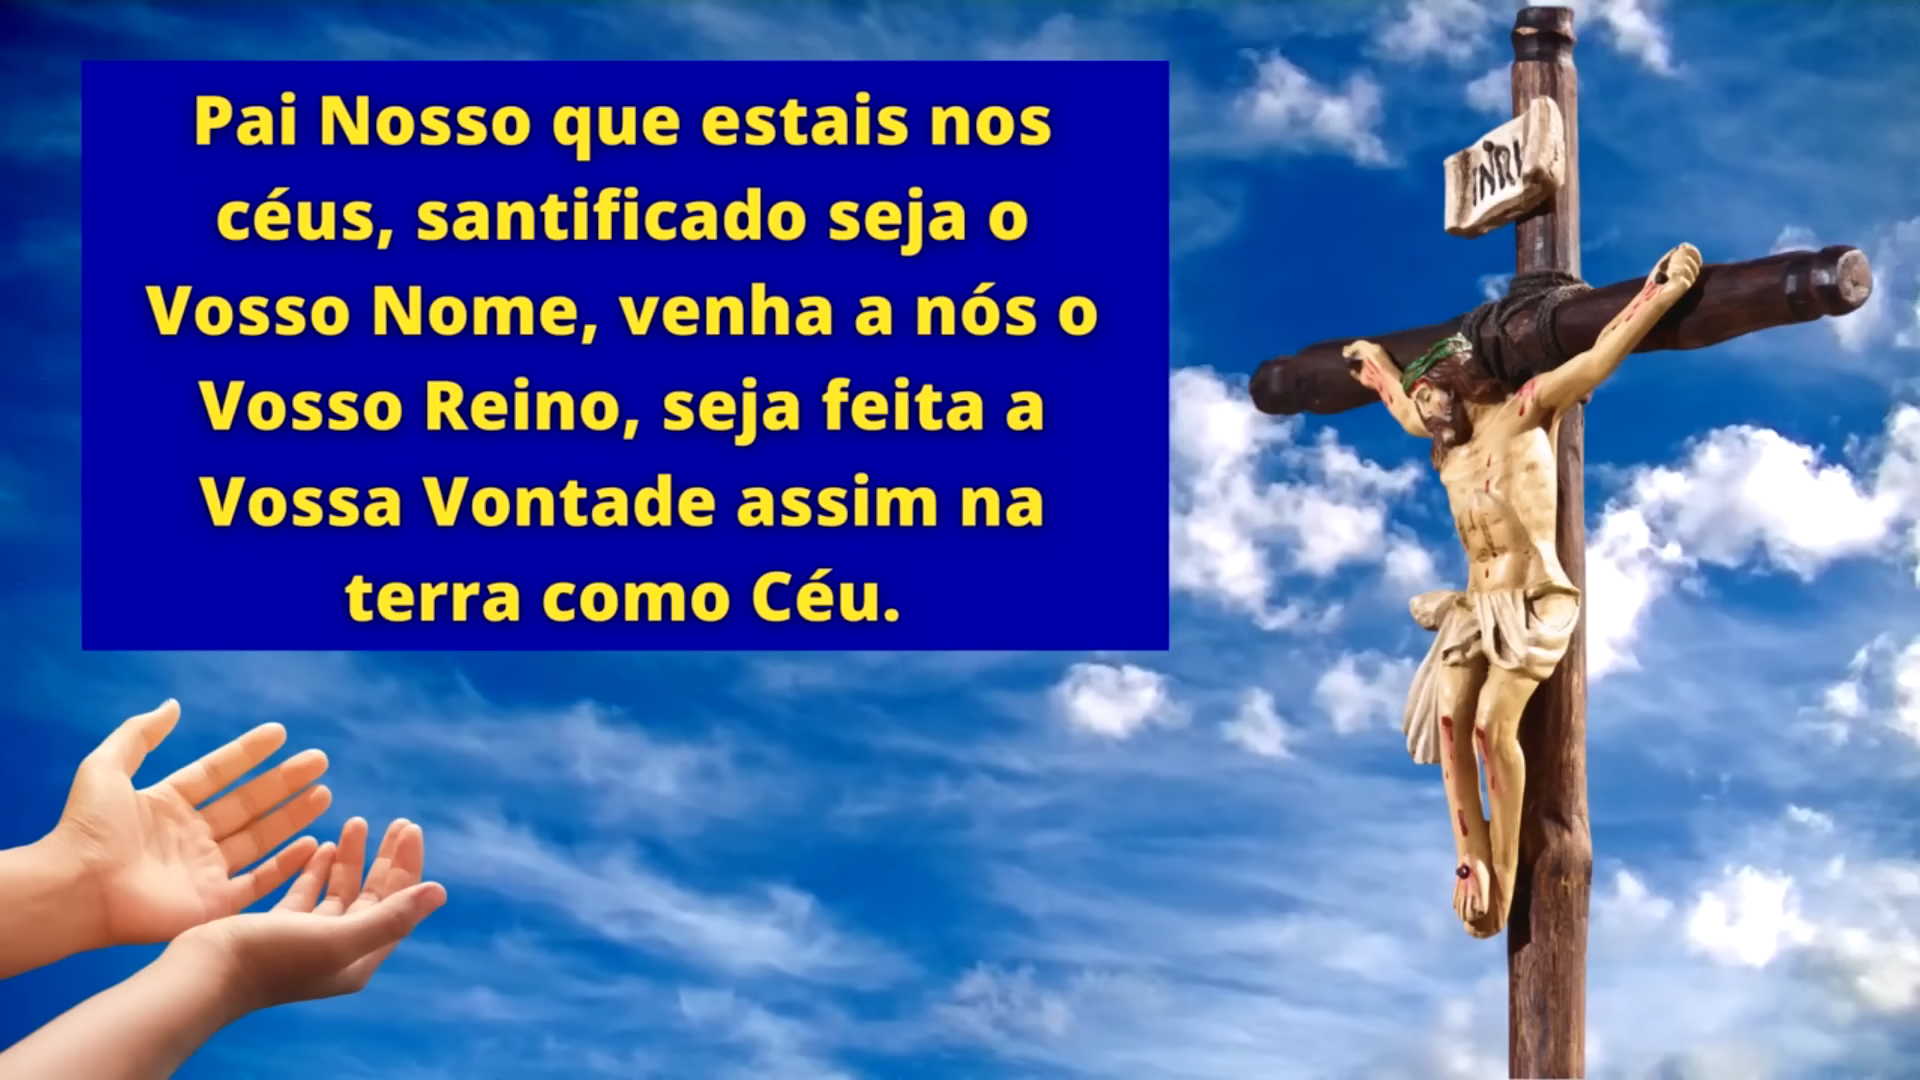 Pai Nosso que estais nos
céus, santificado seja o
Vosso Nome, venha a nós o
Vosso Reino, seja feita a
Vossa Vontade assim na
terra como Céu.
INRI